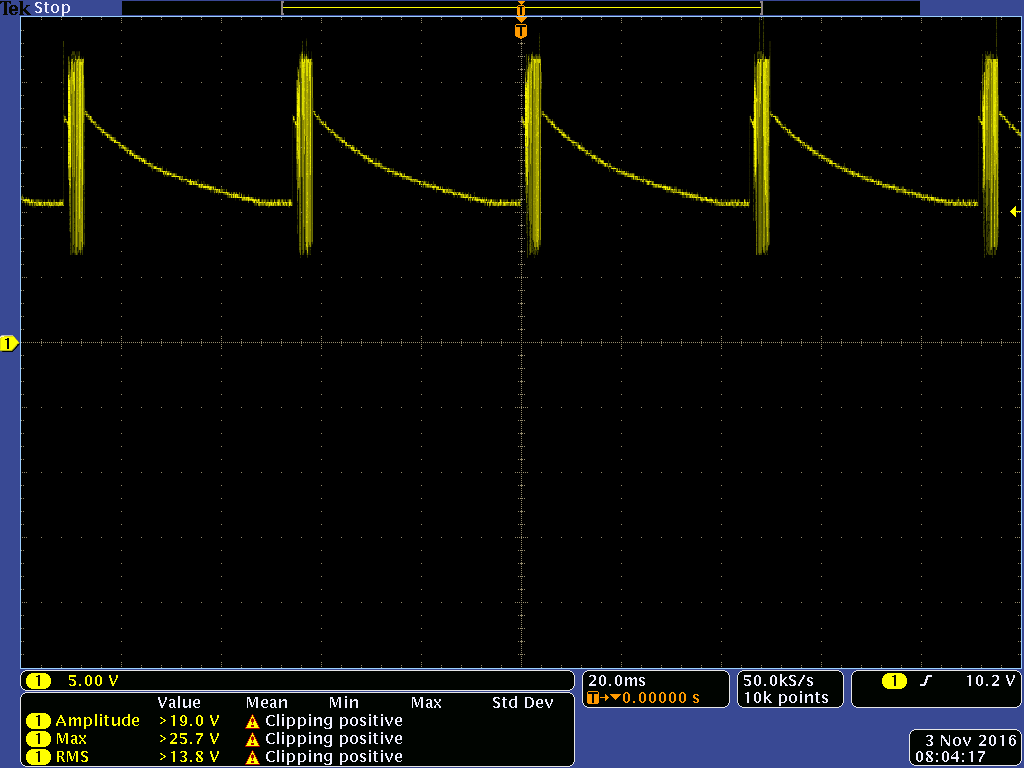 Tek Stop
T
T
1
1 5.00 V
20.0ms
T→▼0.00000 s
50.0kS/s
10k points
1 10.2 V
Value Mean Min Max Std Dev
1 Amplitude >19.0 V Clipping positive
1 Max >25.7 V Clipping positive
1 RMS >13.8 V Clipping positive
3 Nov 2016
08:04:17